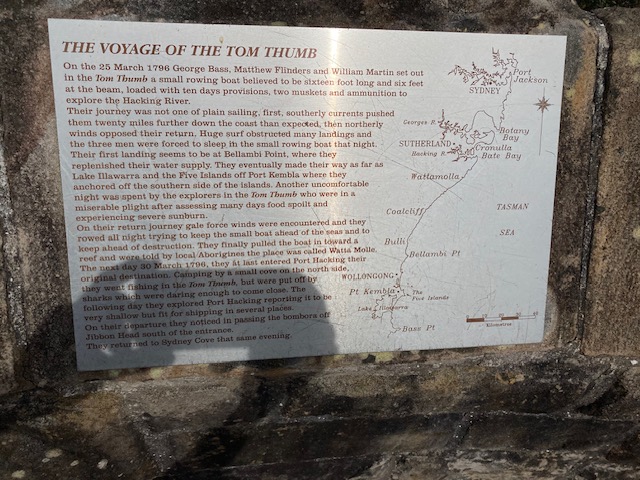 THE VOYAGE OF THE TOM THUMB
On the 25 March 1796 George Bass, Matthew Flinders and William Martin set out
in the Tom Thumb a small rowing boat believed to be sixteen foot long and six feet
at the beam, loaded with ten days provisions, two muskets and ammunition to
explore the Hacking River.
Their journey was not one of plain sailing, first, southerly currents pushed
them twenty miles further down the coast than expected, then northerly
winds opposed their return. Huge surf obstructed many landings and
the three men were forced to sleep in the small rowing boat that night.
Their first landing seems to be at Bellambi Point, where they
replenished their water supply. They eventually made their way as far as
Lake Illawarra and the Five Islands off Port Kembla where they
anchored off the southern side of the islands. Another uncomfortable
night was spent by the explorers in the Tom Thumb who were in a
miserable plight after assessing many days food spoilt and
experiencing severe sunburn.
On their return journey gale force winds were encountered and they
rowed all night trying to keep the small boat ahead of the seas and to
keep ahead of destruction. They finally pulled the boat in toward a
reef and were told by local Aborigines the place was called Watta Molle.
The next day 30 March 1796, they at last entered Port Hacking their
original destination. Camping by a small cove on the north side,
they went fishing in the Tom Thumb, but were put off by
sharks which were daring enough to come close. The
following day they explored Port Hacking reporting it to be
very shallow but fit for shipping in several places.
On their departure they noticed in passing the bombora off
Jibbon Head south of the entrance.
They returned to Sydney Cove that same evening.
Port
Jackson
SYDNEY
Georges R.
Botany
Bay
SUTHERLAND
Cronulla
Hacking R.
Bate Bay
Wattamolla
Coalcliff
TASMAN
SEA
Bulli
Bellambi Pt
WOLLONGONG
Pt Kembla
The
Five Islands
Lake Illawarra
Bass Pt
Kilometres